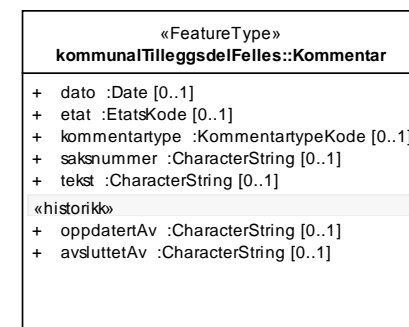 «FeatureType»
kommunalTilleggsdelFelles::Kommentar
+ dato :Date [0..1]
+ etat :EtatsKode [0..1]
+ kommentartype :KommentartypeKode [0..1]
+ saksnummer :CharacterString [0..1]
+ tekst :CharacterString [0..1]
«historikk»
+ oppdatertAv :CharacterString [0..1]
+ avsluttetAv :CharacterString [0..1]